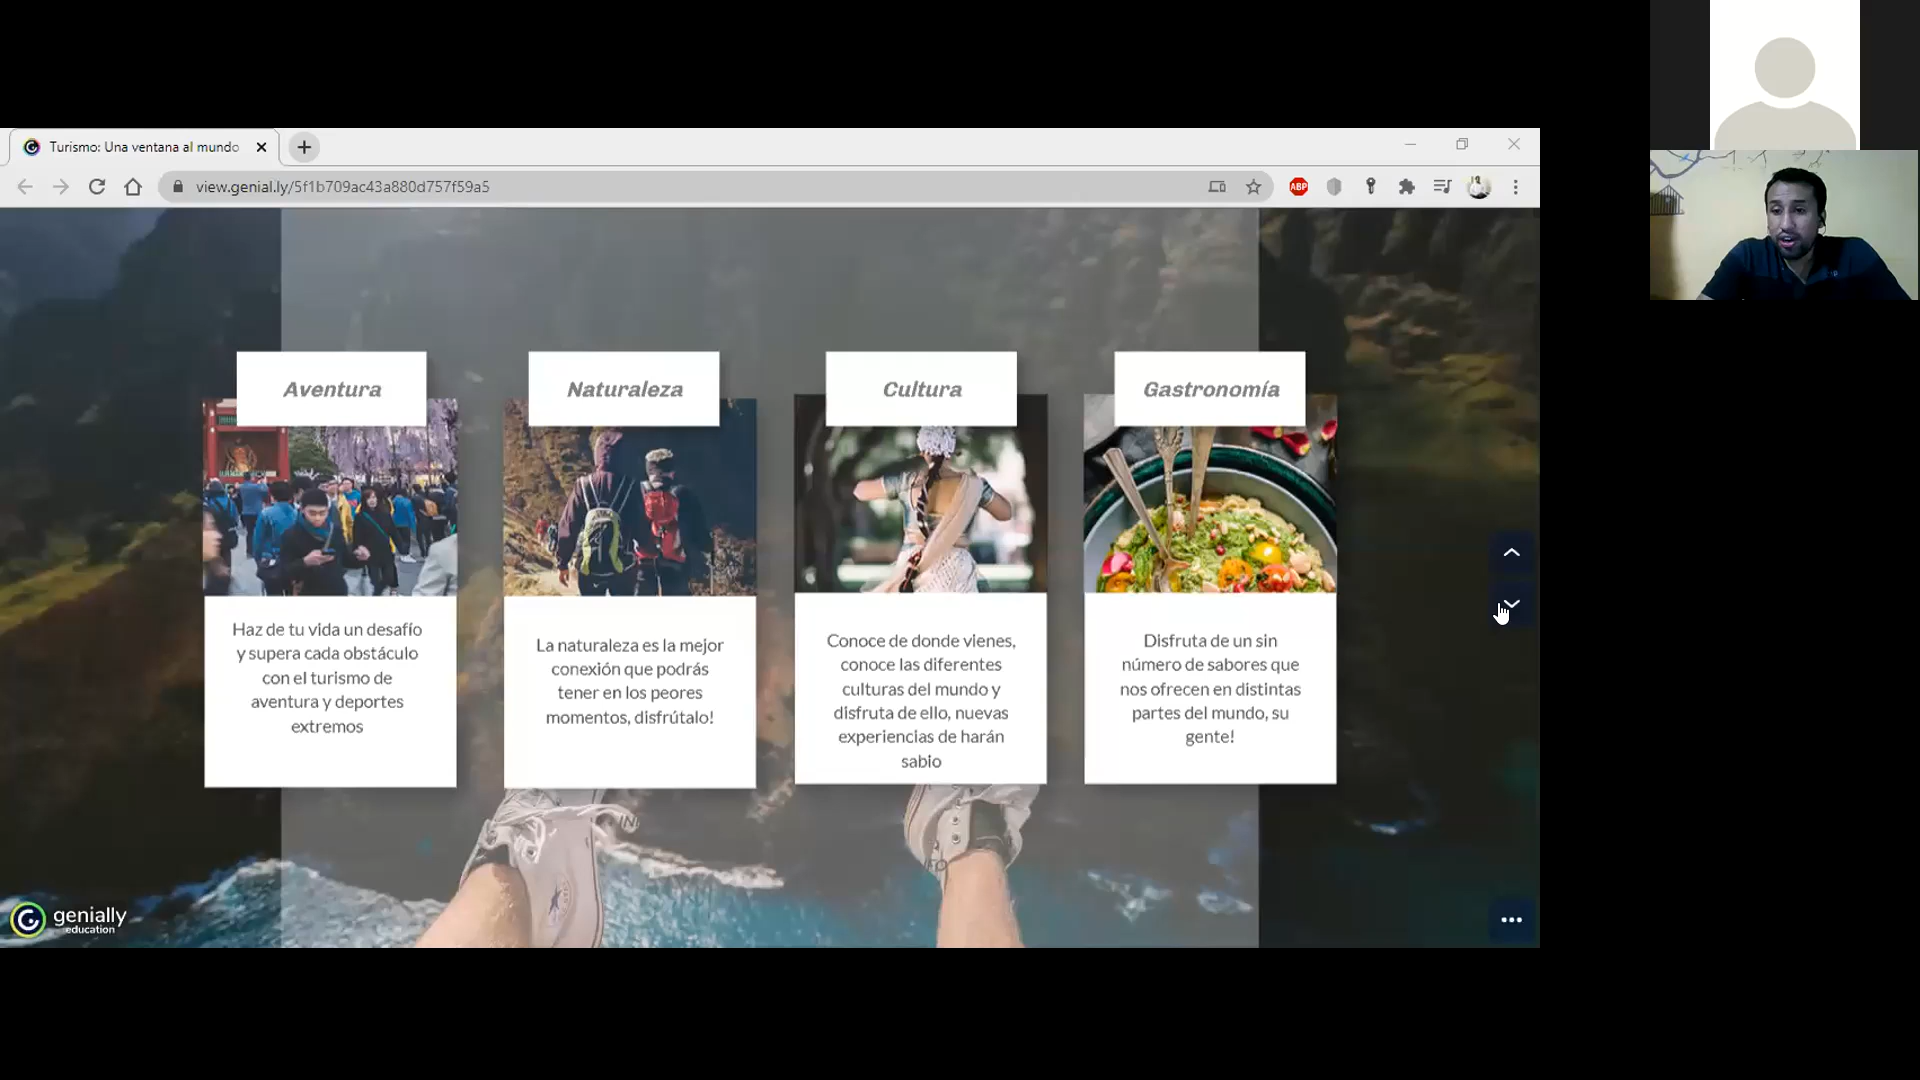 Turismo: Una ventana al mundo
view.genial.ly/5f1b709ac43a880d757f59a5
ABP
Aventura
Haz de tu vida un desafío
y supera cada obstáculo
con el turismo de
aventura y deportes
extremos
Naturaleza
La naturaleza es la mejor
conexión que podrás
tener en los peores
momentos, disfrútalo!
Cultura
Conoce de donde vienes,
conoce las diferentes
culturas del mundo y
disfruta de ello, nuevas
experiencias de harán
sabio
Gastronomía
Disfruta de un sin
número de sabores que
nos ofrecen en distintas
partes del mundo, su
gente!
genially
education